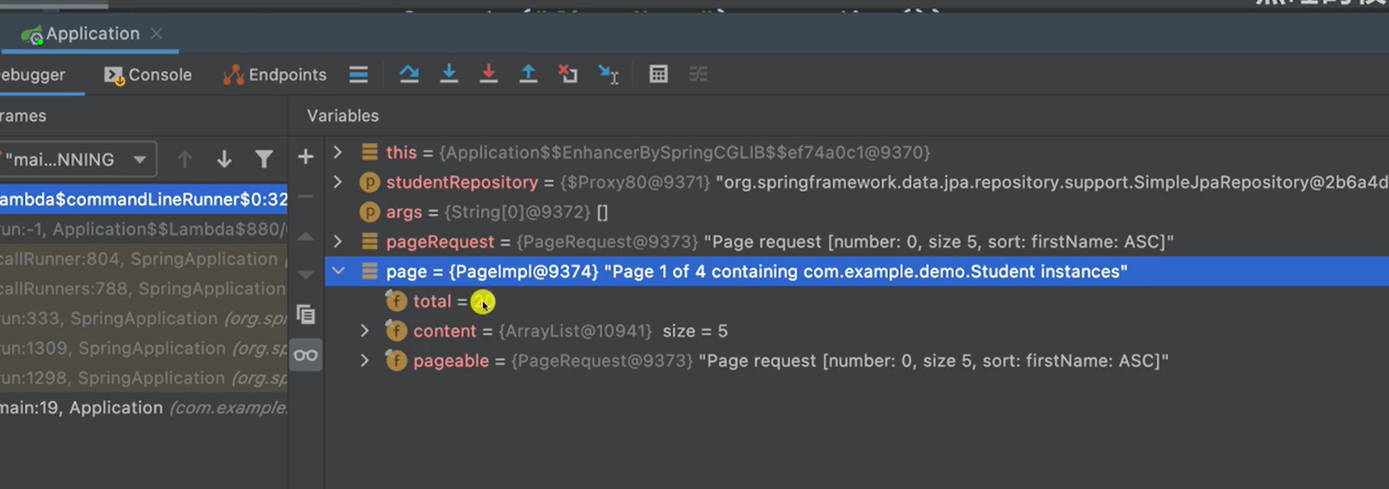 Application
ebugger Console Endpoints
rames
Variables
"mai...NNING
this = {Application$$EnhancerBySpringCGLIB$$ef74a0c1@9370}
studentRepository = {$Proxy80@9371} "org.springframework.data.jpa.repository.support.SimpleJpaRepository@2b6a4d
args = {String[0]@9372} []
pageRequest = {PageRequest@9373} "Page request [number: 0, size 5, sort: firstName: ASC]"
page = {PageImpl@9374} "Page 1 of 4 containing com.example.demo.Student instances"
total =
content = {ArrayList@10941} size = 5
pageable = {PageRequest@9373} "Page request [number: 0, size 5, sort: firstName: ASC]"
ambda$commandLineRunner$0:32
run:-1, Application$$Lambda$880/
callRunner:804, SpringApplication
callRunners:788, SpringApplication
run:333, SpringApplication (org.spr
run:1309, SpringApplication (org.sp
run:1298, SpringApplication (org.sp
main:19, Application (com.example.